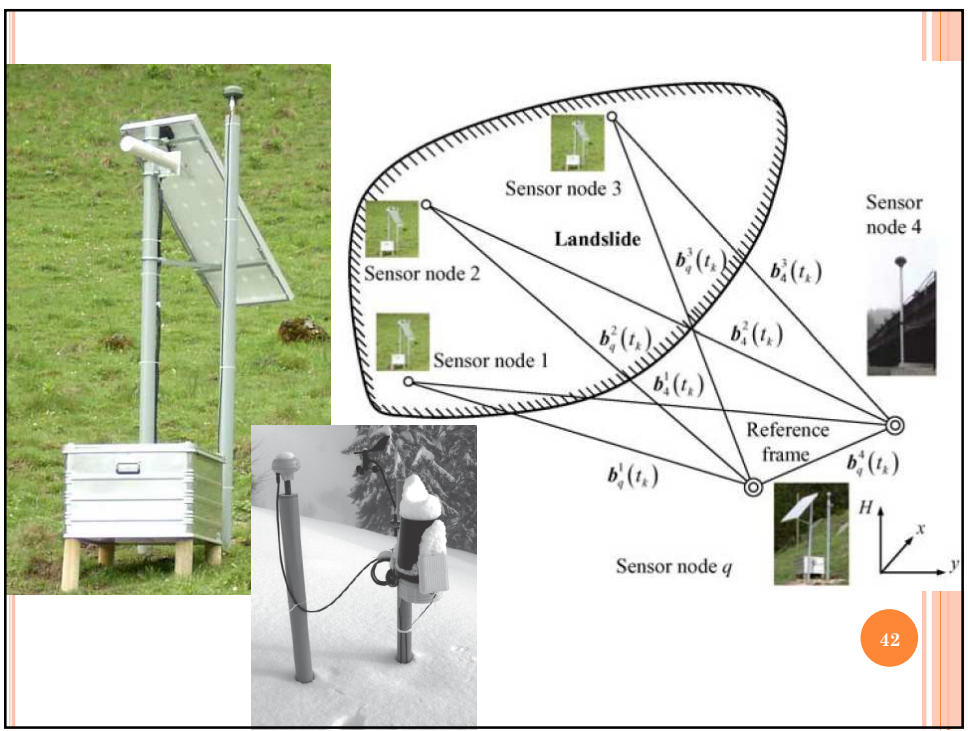 Sensor node 3
Sensor
node 4
Landslide
Sensor node 2
Sensor node 1
b_q^3(t_k)
b_4^3(t_k)
b_q^2(t_k)
b_4^2(t_k)
b_4^1(t_k)
Reference
frame
b_q^1(t_k)
b_q^4(t_k)
H
x
y
Sensor node q
42